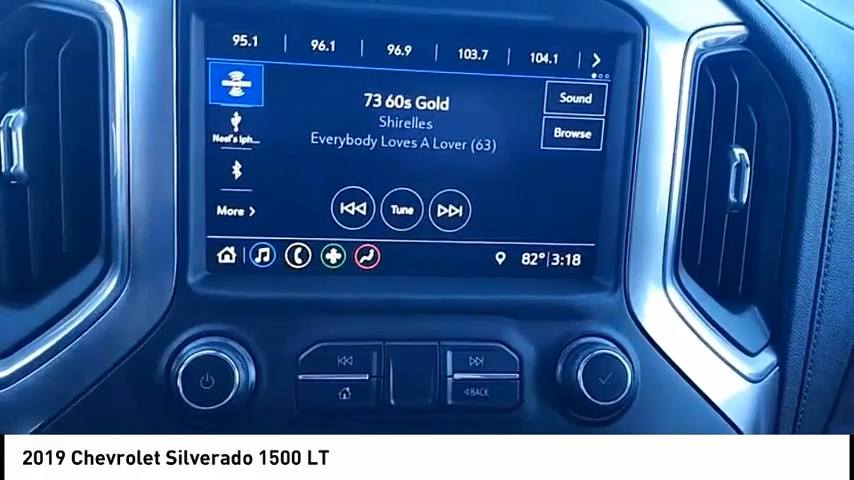 95.1 96.1 96.9 103.7 104.1
73 60s Gold
Sound
Shirelles
Browse
Everybody Loves A Lover (63)
More
Tune
82° 3:18
BACK
2019 Chevrolet Silverado 1500 LT